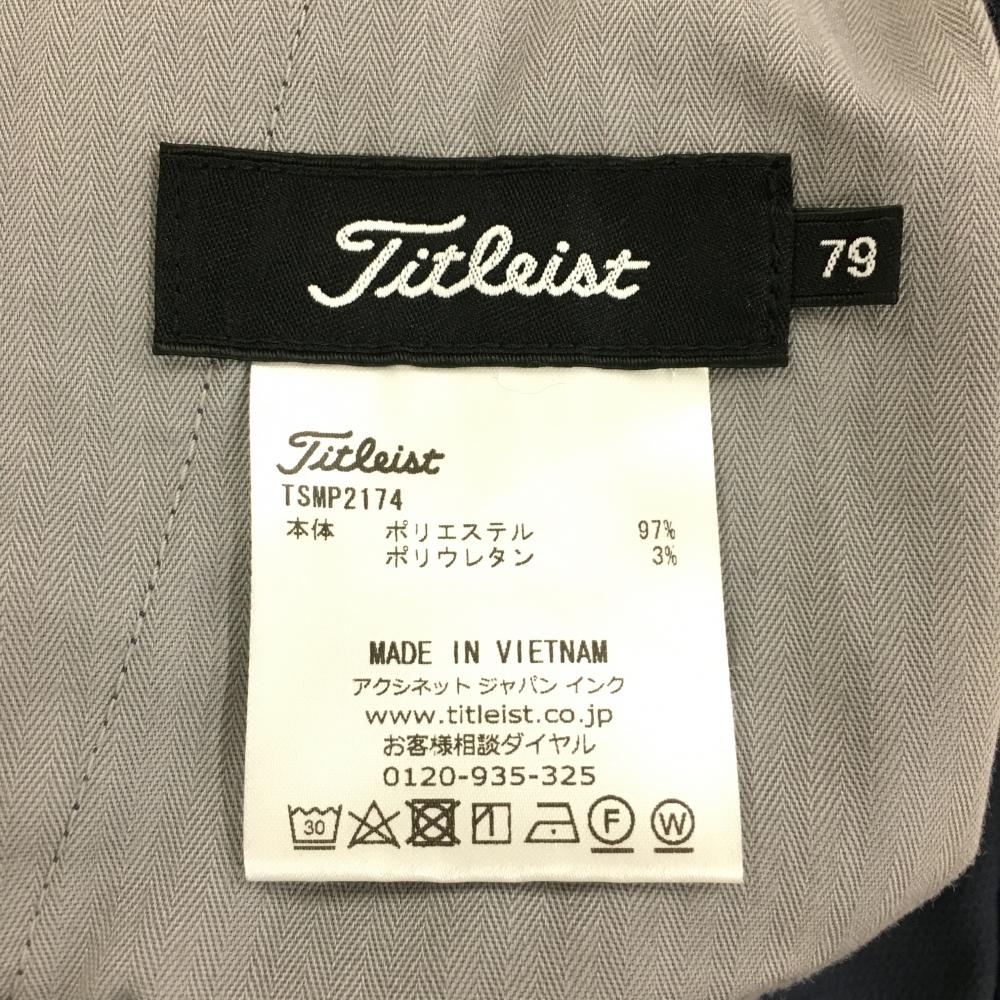 Titleist
79
Titleist
TSMP2174
本体 ポリエステル 97%
ポリウレタン 3%
MADE IN VIETNAM
アクシネット ジャパン インク
www.titleist.co.jp
お客様相談ダイヤル
0120-935-325
30 F W